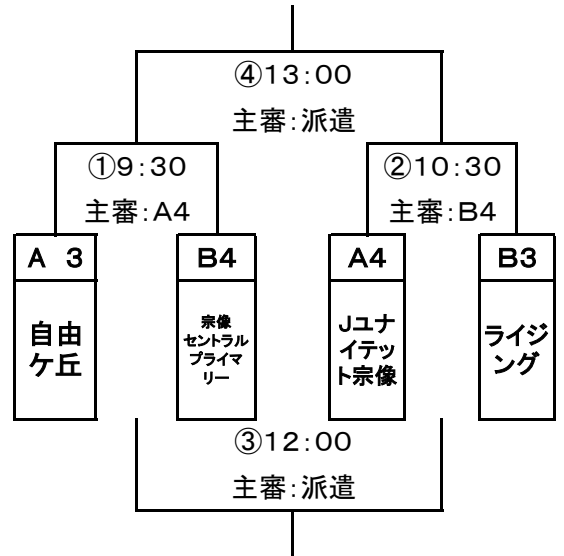 ④13:00
主審:派遣
①9:30
主審:A4
②10:30
主審:B4
A 3
B4
A4
B3
自由
ケ丘
宗像
セントラル
プライマ
リー
Jユナ
イテッ
ト宗像
ライジ
ング
③12:00
主審:派遣